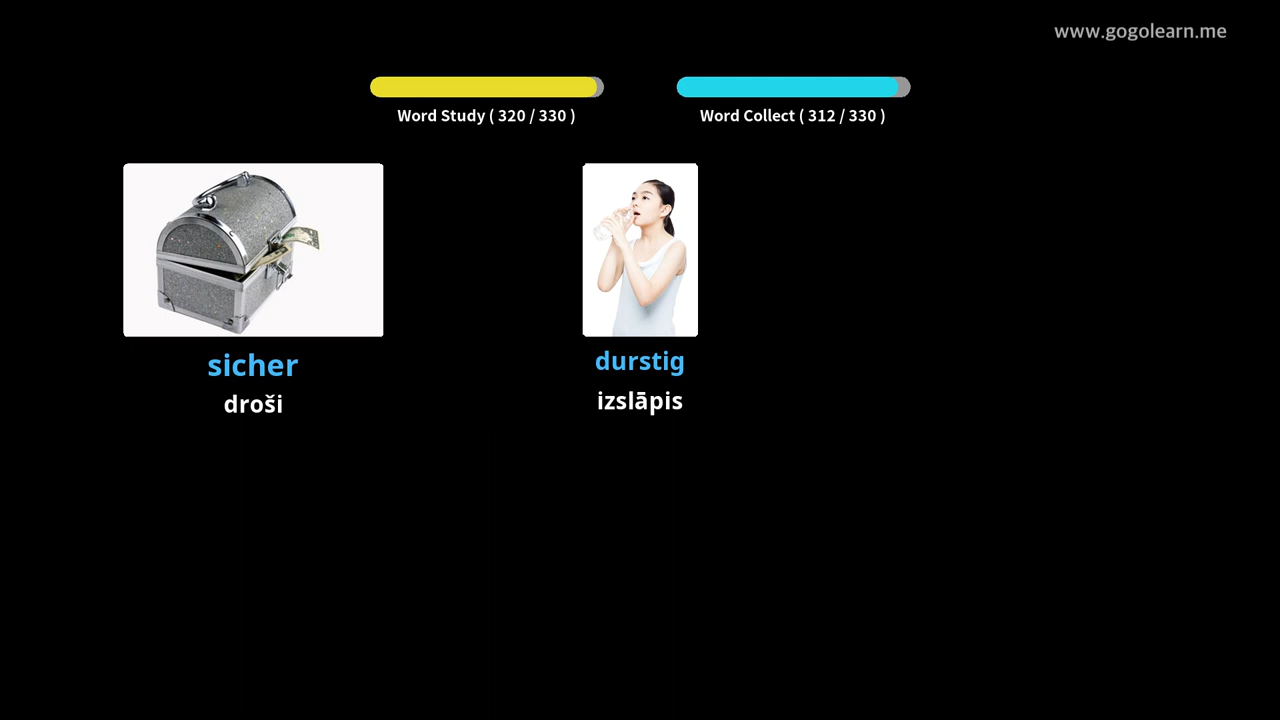 www.gogolearn.me
Word Study ( 320 / 330 )
Word Collect ( 312 / 330 )
sicher
droši
durstig
izslāpis